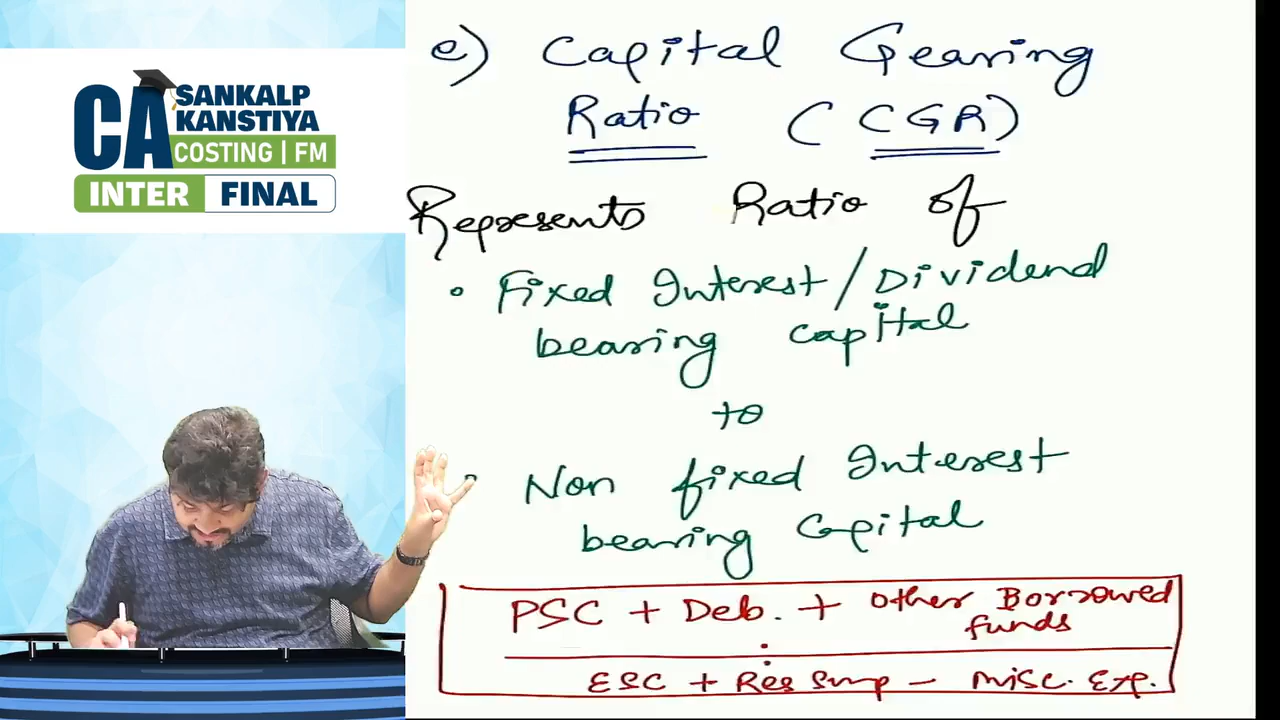 CA SANKALP
KANSTIYA
COSTING | FM
INTER FINAL
e) Capital Gearing
Ratio (CGR)
Represents Ratio of
• Fixed Interest / Dividend
bearing capital
to
• Non fixed Interest
bearing Capital
PSC + Deb. + Other Borrowed
funds
ESC + Res Surp - Misc. Exp.